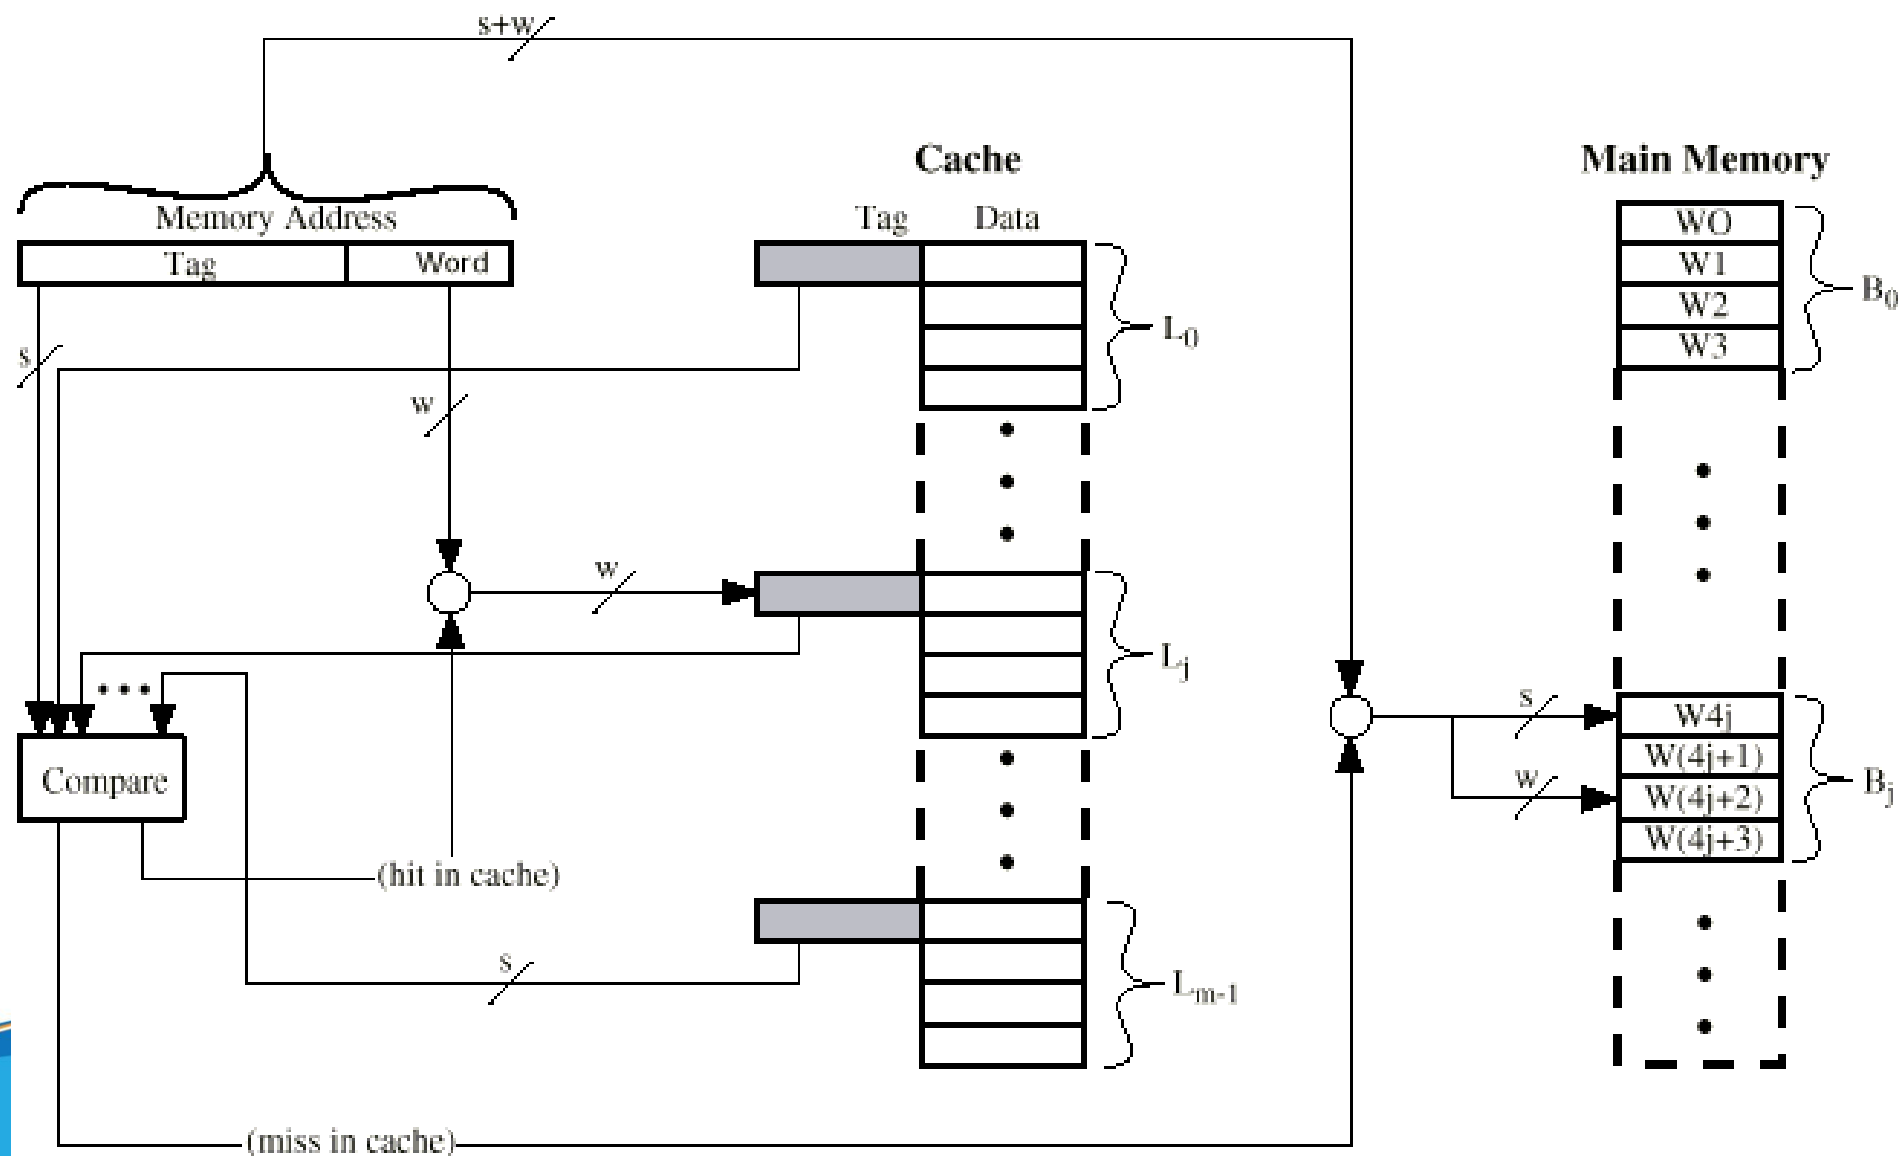 s+w
Cache
Main Memory
Memory Address
Tag Data
Tag Word
WO
W1
W2
W3
B0
L0
s
w
w
Lj
s
W4j
W(4j+1)
w
W(4j+2)
W(4j+3)
Bj
Compare
(hit in cache)
s
Lm-1
(miss in cache)